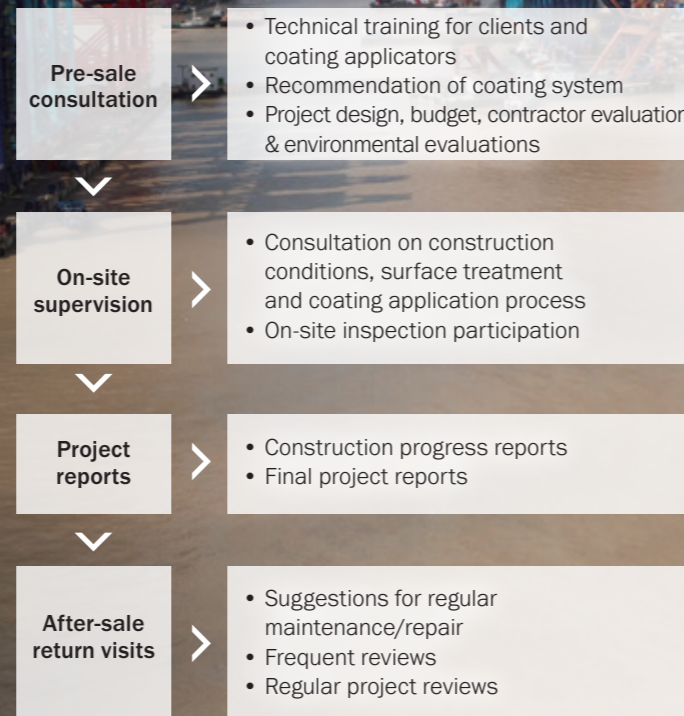 Pre-sale
consultation
• Technical training for clients and
coating applicators
• Recommendation of coating system
• Project design, budget, contractor evaluation
& environmental evaluations
On-site
supervision
• Consultation on construction
conditions, surface treatment
and coating application process
• On-site inspection participation
Project
reports
• Construction progress reports
• Final project reports
After-sale
return visits
• Suggestions for regular
maintenance/repair
• Frequent reviews
• Regular project reviews